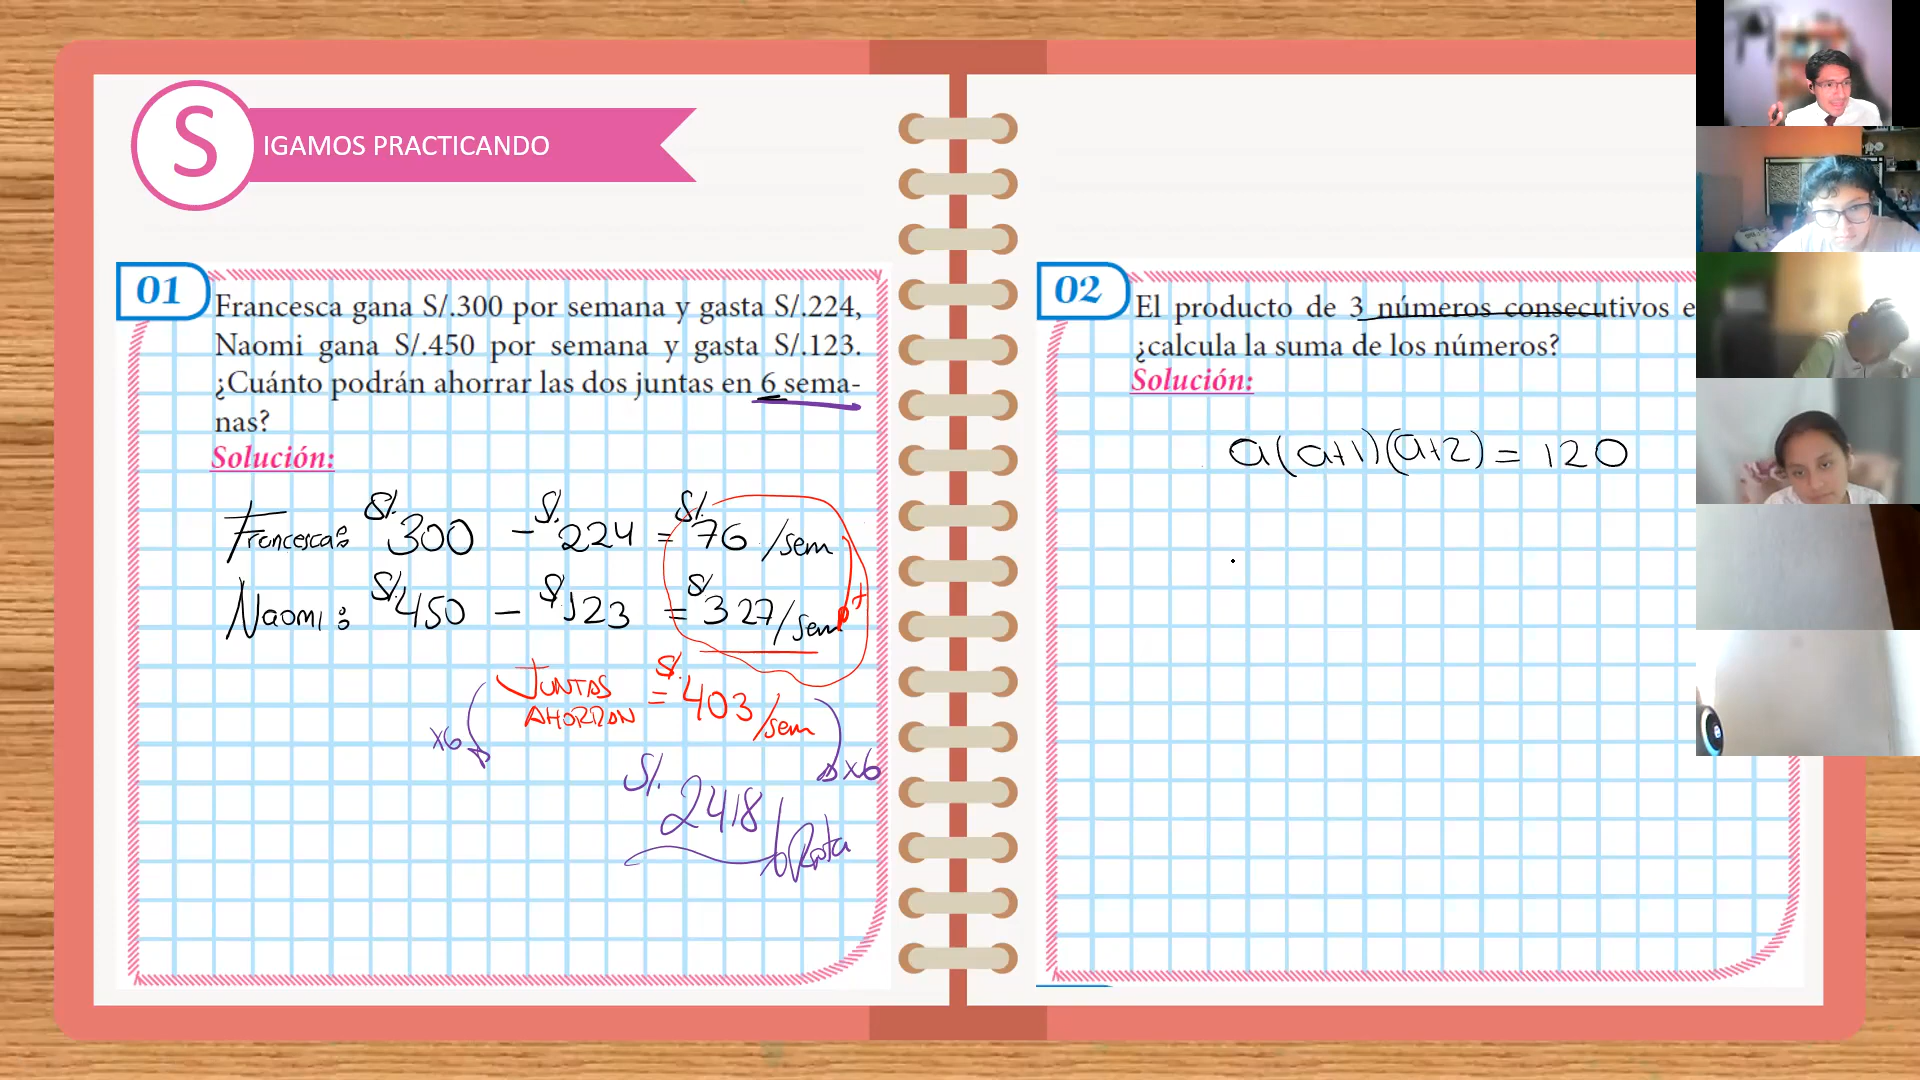 S
IGAMOS PRACTICANDO
01
Francesca gana S/.300 por semana y gasta S/.224,
Naomi gana S/.450 por semana y gasta S/.123.
¿Cuánto podrán ahorrar las dos juntas en 6 sema-
nas?
Solución:
Francesca: S/. 300 - S/. 224 = S/. 76 /sem
Naomi: S/. 450 - S/. 123 = S/ 327/sem
+
JUNTAS
AHORRAN = S/. 403/sem
x6
x6
S/. 2418
Rpta
02
El producto de 3 números consecutivos e
¿calcula la suma de los números?
Solución:
a(a+1)(a+2) = 120